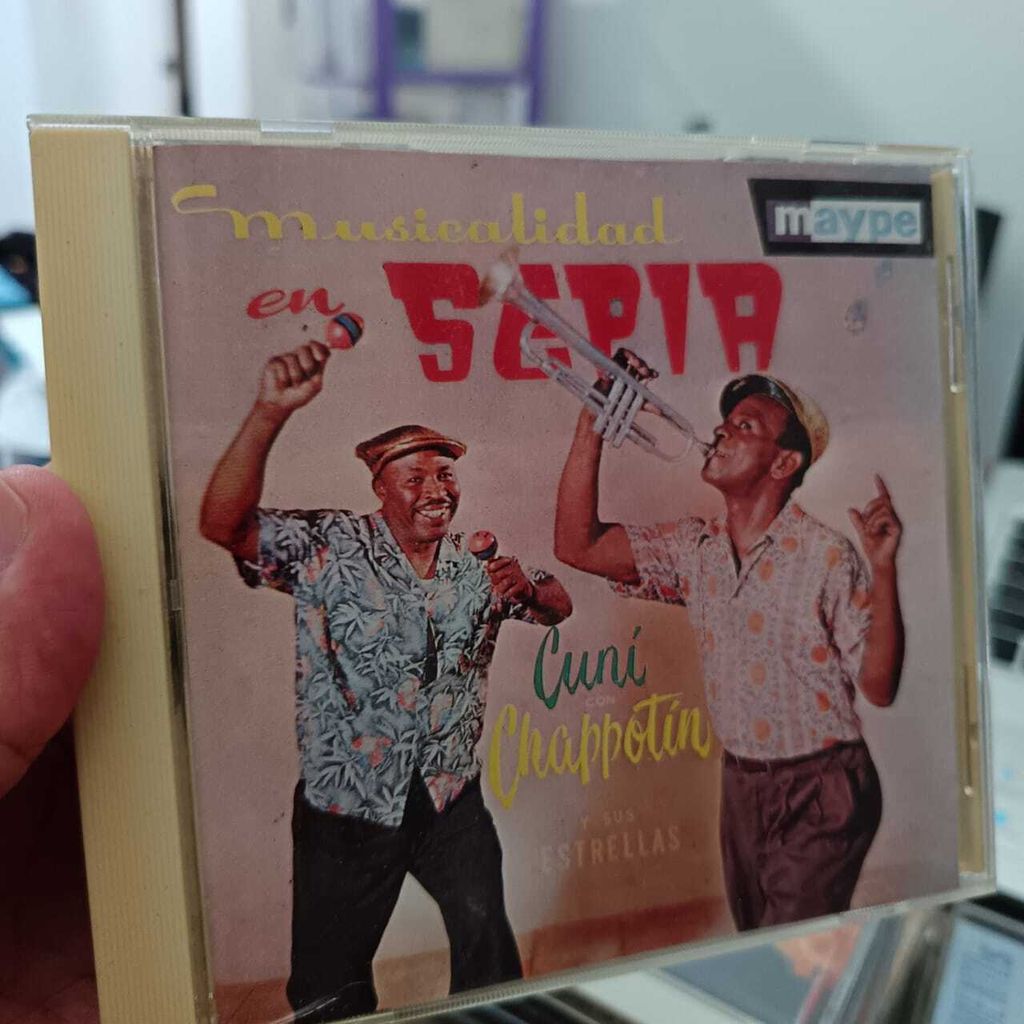 Musicalidad
maype
en SEPIA
Cuní
CON
Chappotín
Y SUS
ESTRELLAS